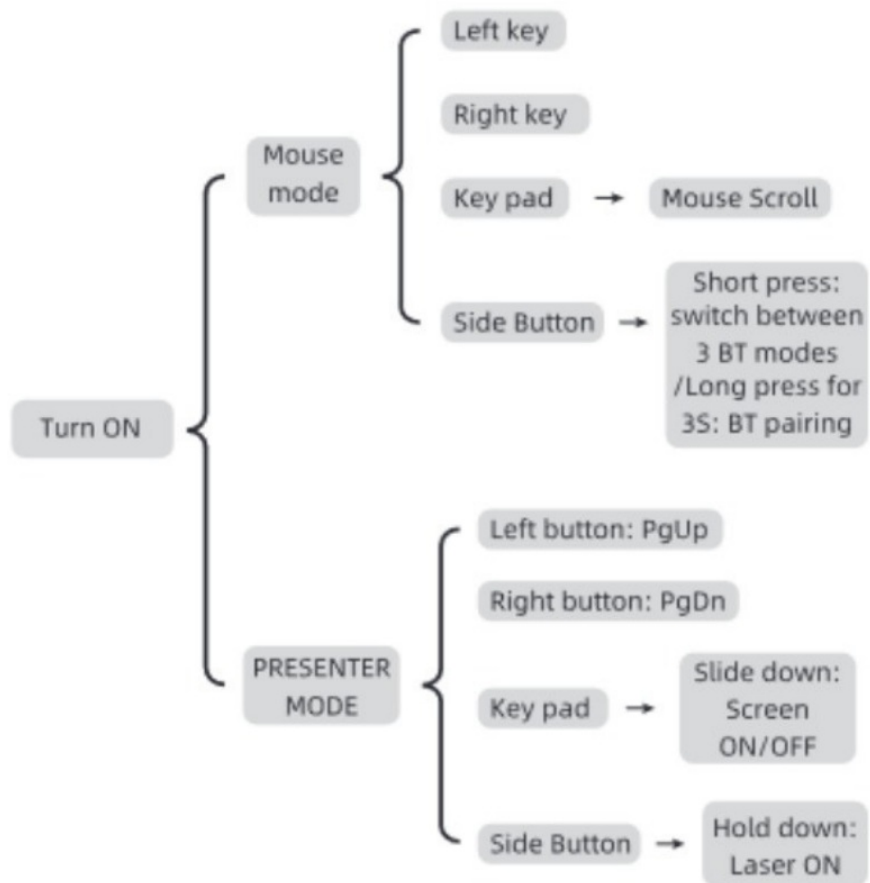 Turn ON
Mouse
mode
Left key
Right key
Key pad → Mouse Scroll
Side Button →
Short press:
switch between
3 BT modes
/Long press for
3S: BT pairing
PRESENTER
MODE
Left button: PgUp
Right button: PgDn
Key pad →
Slide down:
Screen
ON/OFF
Side Button →
Hold down:
Laser ON